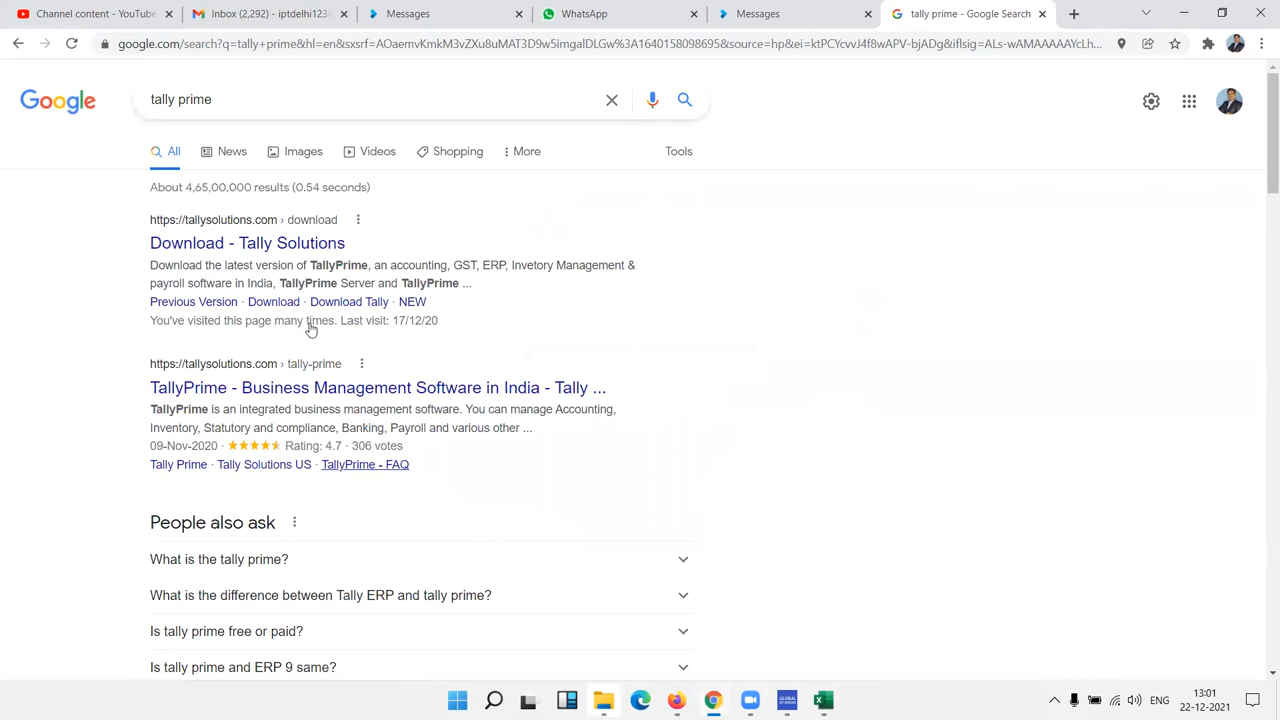 Channel content - YouTube
Inbox (2,292) - iptdelhi1234
Messages
WhatsApp
Messages
tally prime - Google Search
google.com/search?q=tally+prime&hl=en&sxsrf=AOaemvKmkM3vZXu8uMAT3D9w5imgalDLGw%3A1640158098695&source=hp&ei=ktPCYcvvJ4f8wAPV-bjADg&iflsig=ALs-wAMAAAAAYcLh...
Google
tally prime
All
News
Images
Videos
Shopping
More
Tools
About 4,65,00,000 results (0.54 seconds)
https://tallysolutions.com › download
Download - Tally Solutions
Download the latest version of TallyPrime, an accounting, GST, ERP, Invetory Management &
payroll software in India, TallyPrime Server and TallyPrime ...
Previous Version · Download · Download Tally · NEW
You've visited this page many times. Last visit: 17/12/20
https://tallysolutions.com › tally-prime
TallyPrime - Business Management Software in India - Tally ...
TallyPrime is an integrated business management software. You can manage Accounting,
Inventory, Statutory and compliance, Banking, Payroll and various other ...
09-Nov-2020 · Rating: 4.7 · 306 votes
Tally Prime · Tally Solutions US · TallyPrime - FAQ
People also ask
What is the tally prime?
What is the difference between Tally ERP and tally prime?
Is tally prime free or paid?
Is tally prime and ERP 9 same?
ENG
13:01
22-12-2021